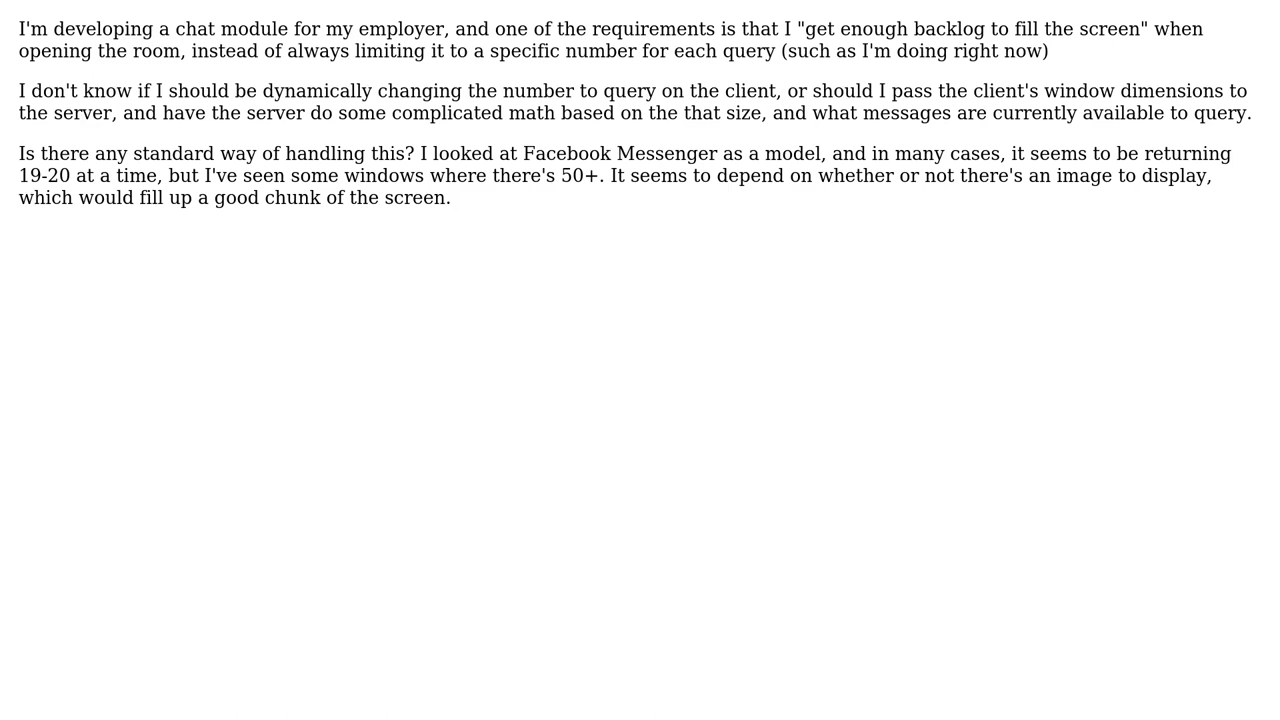 I'm developing a chat module for my employer, and one of the requirements is that I "get enough backlog to fill the screen" when
opening the room, instead of always limiting it to a specific number for each query (such as I'm doing right now)
I don't know if I should be dynamically changing the number to query on the client, or should I pass the client's window dimensions to
the server, and have the server do some complicated math based on the that size, and what messages are currently available to query.
Is there any standard way of handling this? I looked at Facebook Messenger as a model, and in many cases, it seems to be returning
19-20 at a time, but I've seen some windows where there's 50+. It seems to depend on whether or not there's an image to display,
which would fill up a good chunk of the screen.